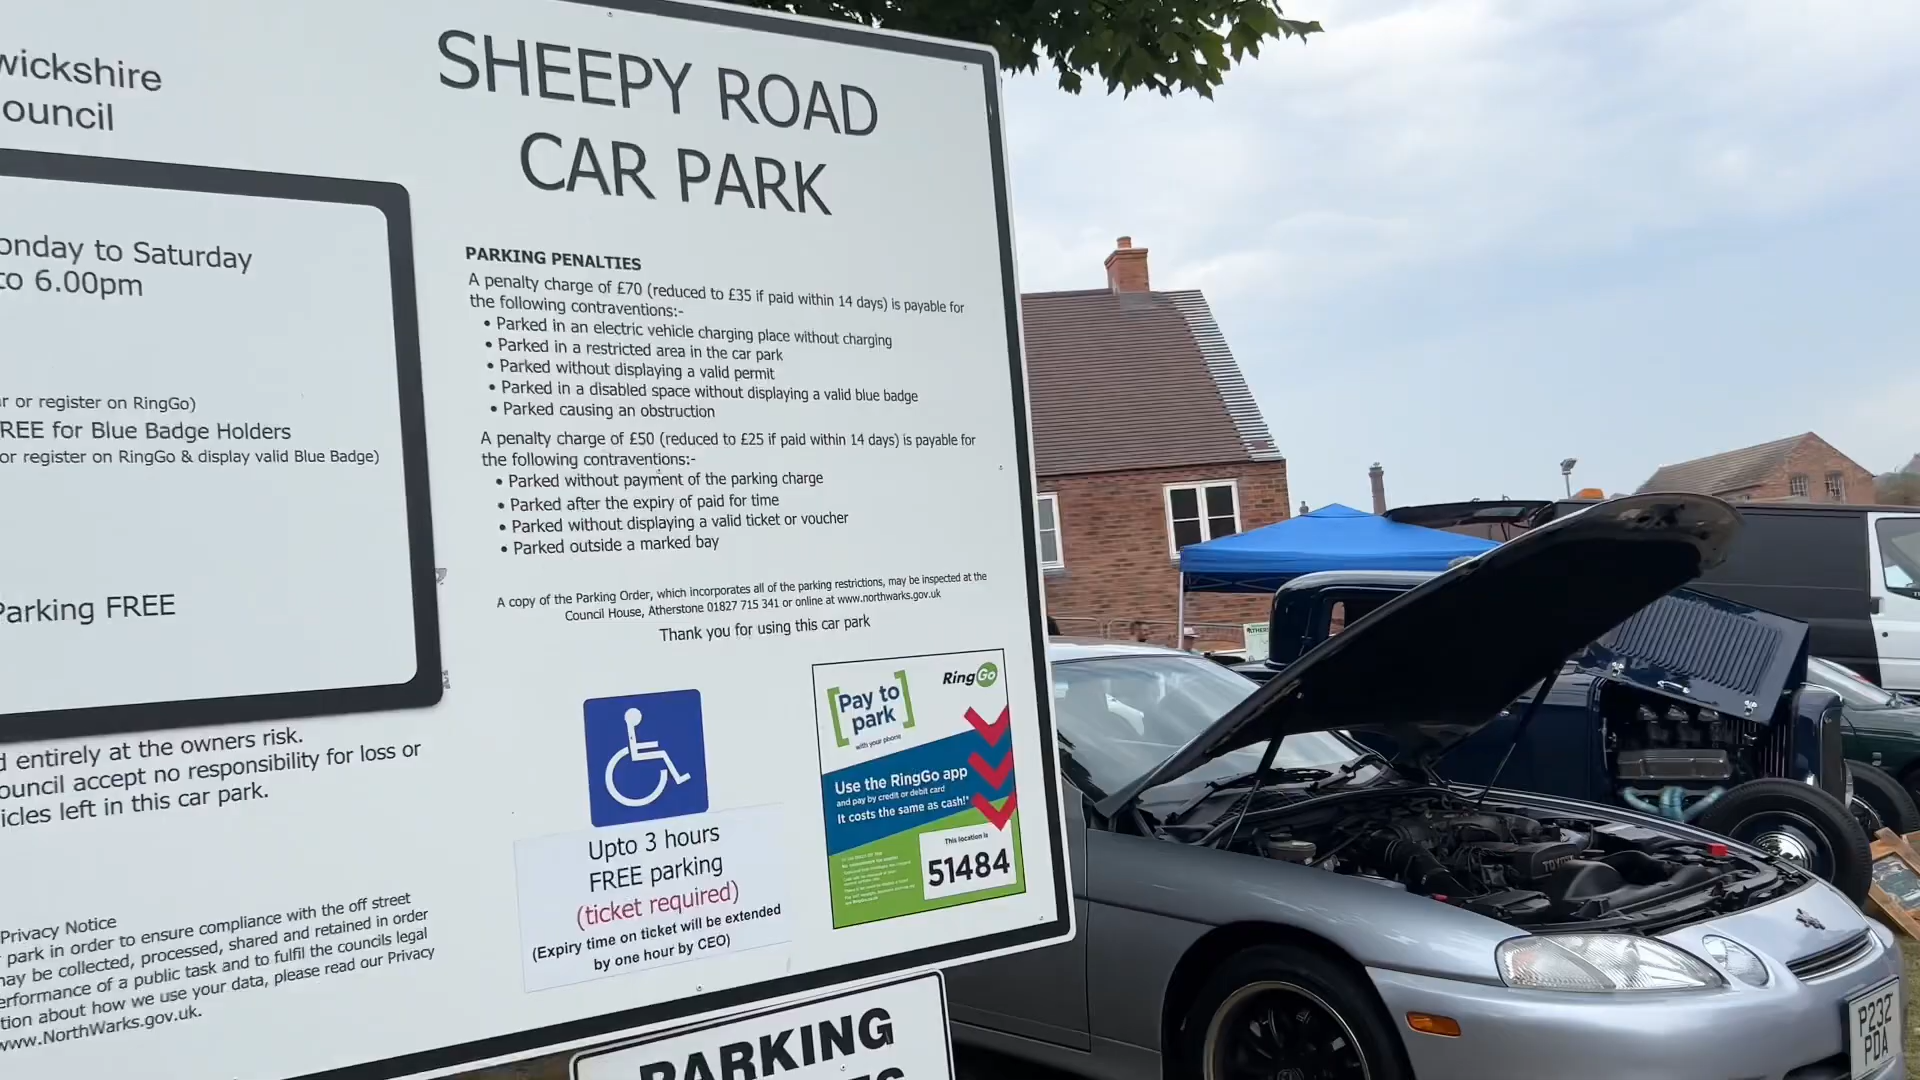 wickshire
ouncil
SHEEPY ROAD
CAR PARK
onday to Saturday
to 6.00pm
r or register on RingGo)
REE for Blue Badge Holders
or register on RingGo & display valid Blue Badge)
Parking FREE
d entirely at the owners risk.
ouncil accept no responsibility for loss or
icles left in this car park.
Privacy Notice
park in order to ensure compliance with the off street
may be collected, processed, shared and retained in order
erformance of a public task and to fulfil the councils legal
tion about how we use your data, please read our Privacy
www.NorthWarks.gov.uk.
PARKING PENALTIES
A penalty charge of £70 (reduced to £35 if paid within 14 days) is payable for
the following contraventions:-
• Parked in an electric vehicle charging place without charging
• Parked in a restricted area in the car park
• Parked without displaying a valid permit
• Parked in a disabled space without displaying a valid blue badge
• Parked causing an obstruction
A penalty charge of £50 (reduced to £25 if paid within 14 days) is payable for
the following contraventions:-
• Parked without payment of the parking charge
• Parked after the expiry of paid for time
• Parked without displaying a valid ticket or voucher
• Parked outside a marked bay
A copy of the Parking Order, which incorporates all of the parking restrictions, may be inspected at the
Council House, Atherstone 01827 715 341 or online at www.northwarks.gov.uk
Thank you for using this car park
Upto 3 hours
FREE parking
(ticket required)
(Expiry time on ticket will be extended
by one hour by CEO)
RingGo
Pay to
park
with your phone
Use the RingGo app
and pay by credit or debit card
It costs the same as cash!*
This location is
51484
PARKING
TOYOTA
P232
PDA